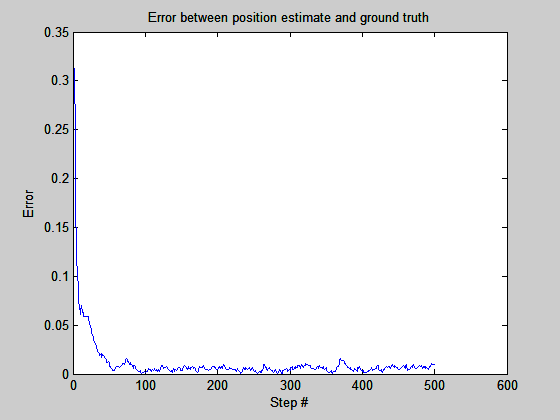 Error between position estimate and ground truth
0.35
0.3
0.25
0.2
0.15
0.1
0.05
0
Error
0 100 200 300 400 500 600
Step #